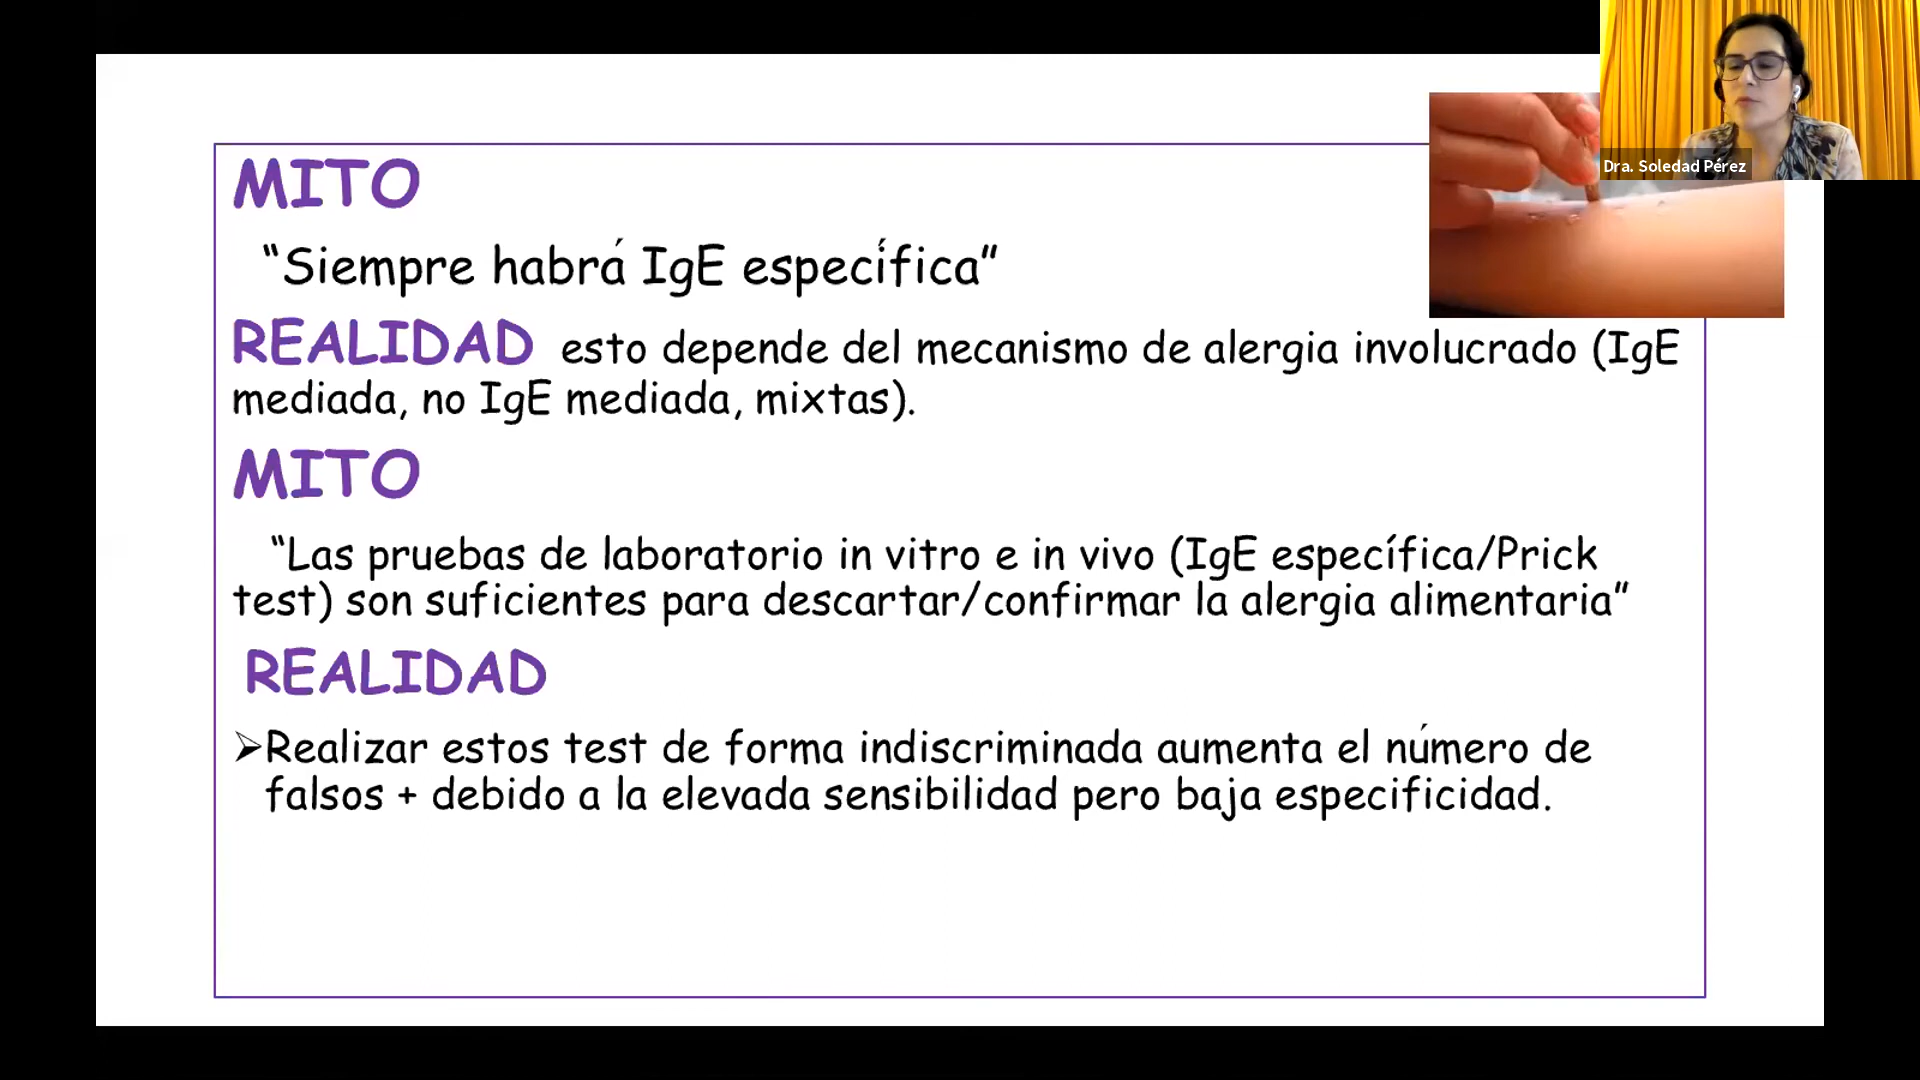 Dra. Soledad Pérez
MITO
“Siempre habrá IgE específica”
REALIDAD esto depende del mecanismo de alergia involucrado (IgE
mediada, no IgE mediada, mixtas).
MITO
“Las pruebas de laboratorio in vitro e in vivo (IgE específica/Prick
test) son suficientes para descartar/confirmar la alergia alimentaria”
REALIDAD
➢Realizar estos test de forma indiscriminada aumenta el número de
falsos + debido a la elevada sensibilidad pero baja especificidad.